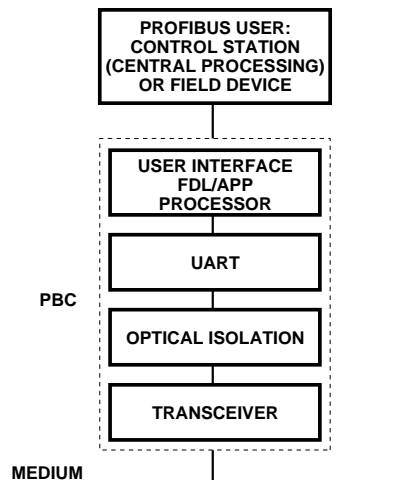 PROFIBUS USER:
CONTROL STATION
(CENTRAL PROCESSING)
OR FIELD DEVICE
USER INTERFACE
FDL/APP
PROCESSOR
UART
PBC
OPTICAL ISOLATION
TRANSCEIVER
MEDIUM